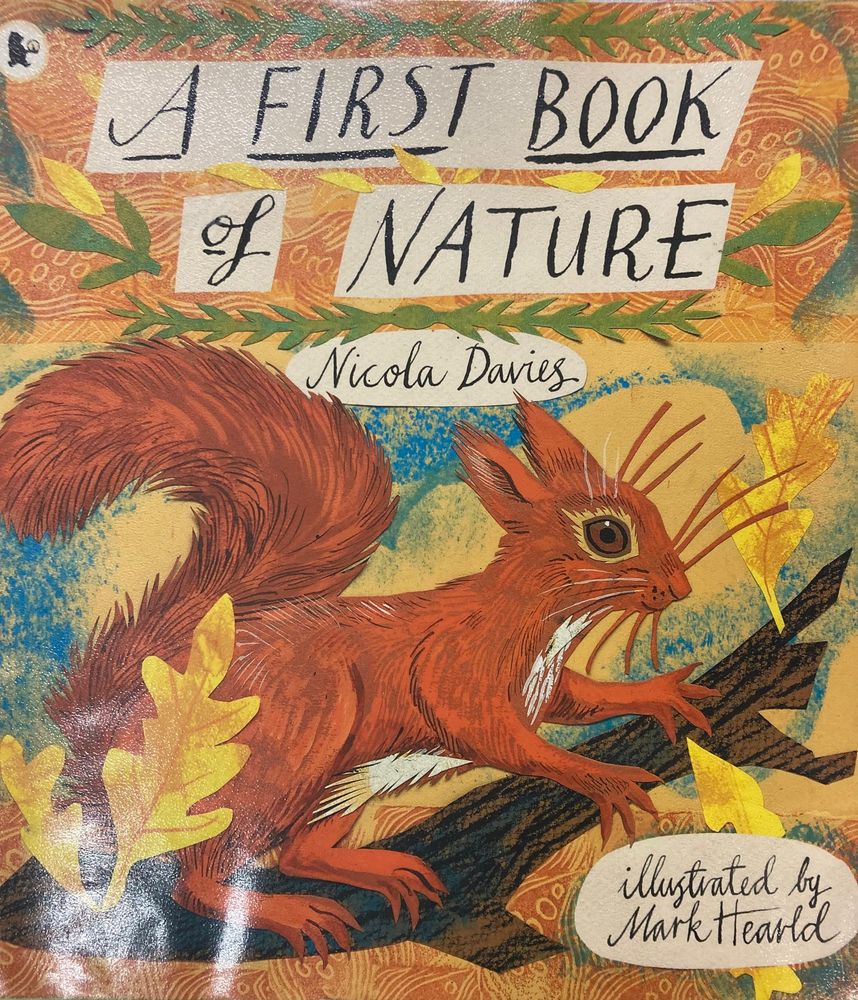 A FIRST BOOK
of NATURE
Nicola Davies
illustrated by
Mark Hearld